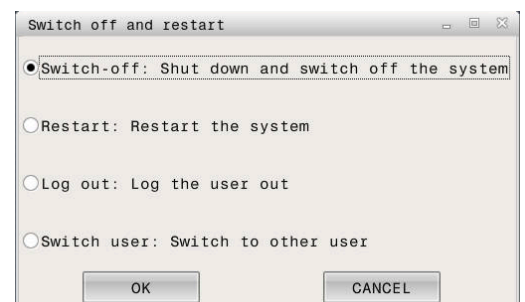 Switch off and restart
Switch-off: Shut down and switch off the system
Restart: Restart the system
Log out: Log the user out
Switch user: Switch to other user
OK CANCEL